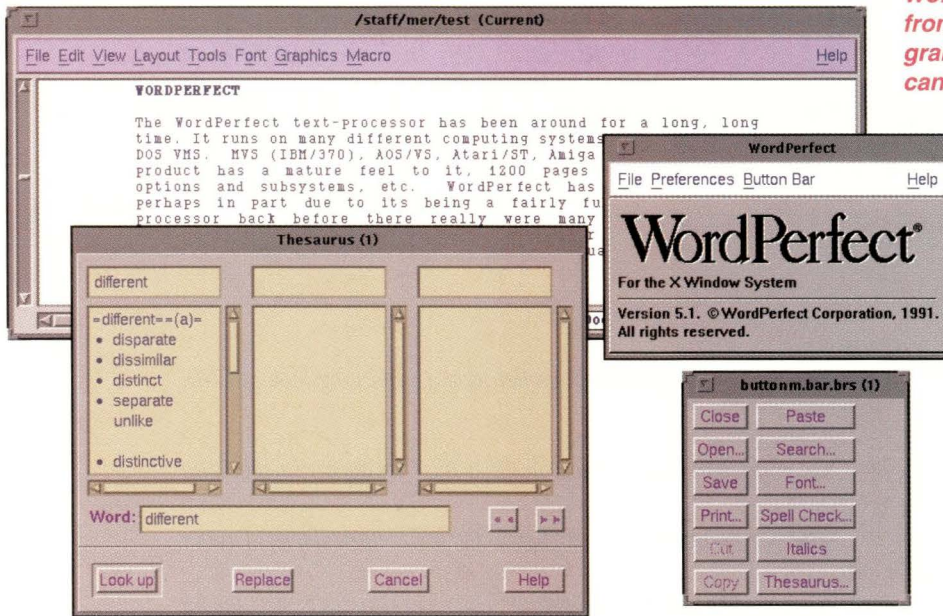 /staff/mer/test (Current)
File Edit View Layout Tools Font Graphics Macro Help
WORDPERFECT
The WordPerfect text-processor has been around for a long, long
time. It runs on many different computing systems
DOS VMS. MVS (IBM/370), AOS/VS, Atari/ST, Amiga
product has a mature feel to it, 1200 pages
options and subsystems, etc. WordPerfect has
perhaps in part due to its being a fairly
processor back before there really were many
WordPerfect
File Preferences Button Bar Help
WordPerfect®
For the X Window System
Version 5.1. © WordPerfect Corporation, 1991.
All rights reserved.
Thesaurus (1)
different
=different==(a)=
• disparate
• dissimilar
• distinct
• separate
unlike
• distinctive
Word: different
Look up Replace Cancel Help
buttonm.bar.brs (1)
Close Paste
Open... Search...
Save Font...
Print... Spell Check...
Cut Italics
Copy Thesaurus...